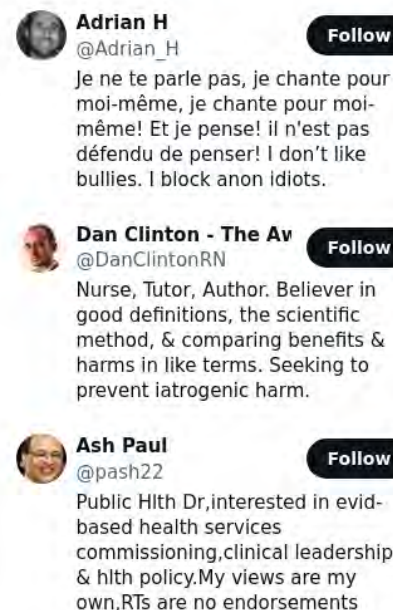 Adrian H
Follow
@Adrian_H
Je ne te parle pas, je chante pour
moi-même, je chante pour moi-
même! Et je pense! il n'est pas
défendu de penser! I don’t like
bullies. I block anon idiots.
Dan Clinton - The Aw
Follow
@DanClintonRN
Nurse, Tutor, Author. Believer in
good definitions, the scientific
method, & comparing benefits &
harms in like terms. Seeking to
prevent iatrogenic harm.
Ash Paul
Follow
@pash22
Public Hlth Dr,interested in evid-
based health services
commissioning,clinical leadership
& hlth policy.My views are my
own,RTs are no endorsements